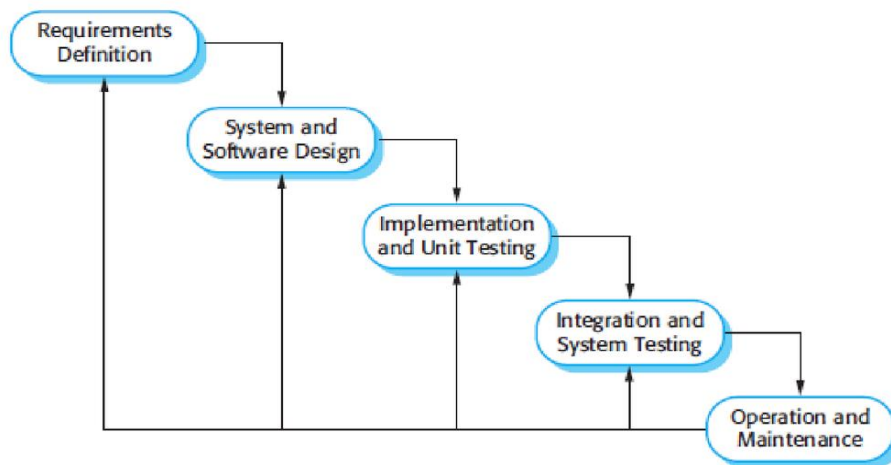 Requirements
Definition
System and
Software Design
Implementation
and Unit Testing
Integration and
System Testing
Operation and
Maintenance